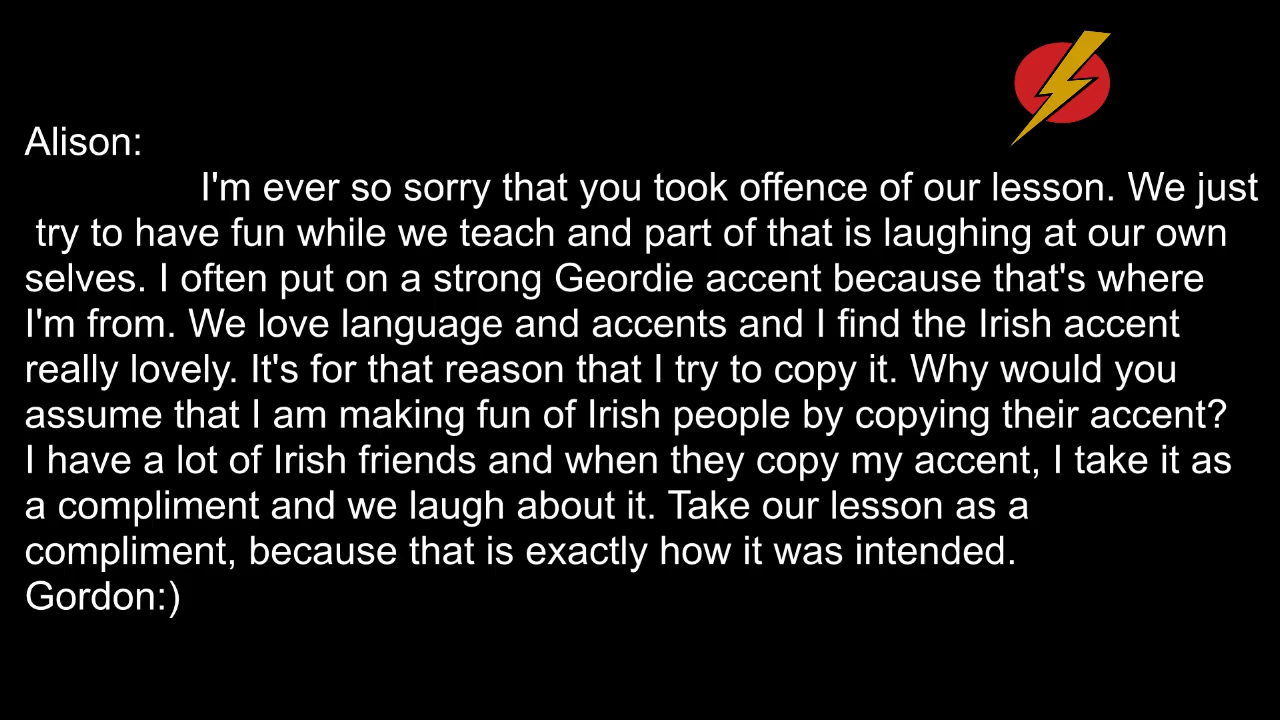 Alison:
I'm ever so sorry that you took offence of our lesson. We just
try to have fun while we teach and part of that is laughing at our own
selves. I often put on a strong Geordie accent because that's where
I'm from. We love language and accents and I find the Irish accent
really lovely. It's for that reason that I try to copy it. Why would you
assume that I am making fun of Irish people by copying their accent?
I have a lot of Irish friends and when they copy my accent, I take it as
a compliment and we laugh about it. Take our lesson as a
compliment, because that is exactly how it was intended.
Gordon:)